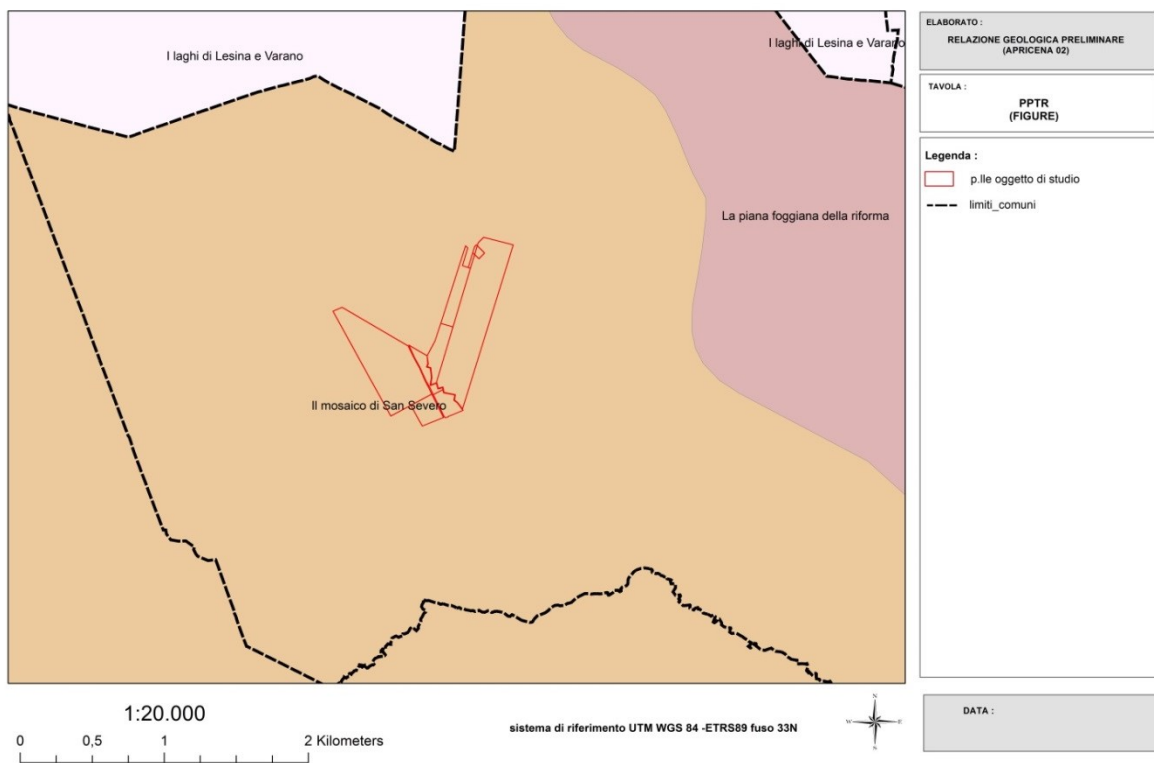 I laghi di Lesina e Varano
I laghi di Lesina e Varano
La piana foggiana della riforma
Il mosaico di San Severo
ELABORATO :
RELAZIONE GEOLOGICA PRELIMINARE
(APRICENA 02)
TAVOLA :
PPTR
(FIGURE)
Legenda :
p.lle oggetto di studio
limiti_comuni
1:20.000
0 0,5 1 2 Kilometers
sistema di riferimento UTM WGS 84 -ETRS89 fuso 33N
N
W E
S
DATA :